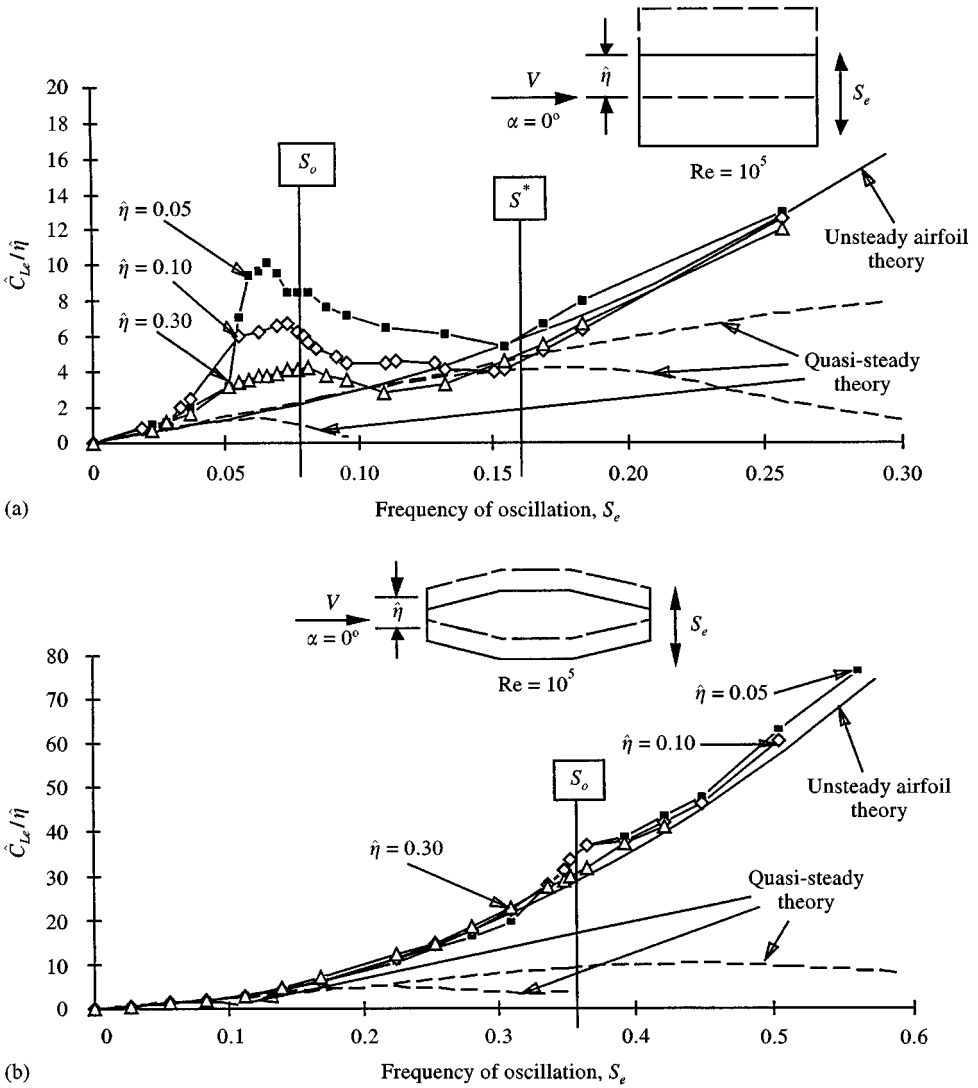 20
18
16
14
12
10
8
6
4
2
0
Ĉ_Le/η̂
η̂ = 0.05
η̂ = 0.10
η̂ = 0.30
S_o
S*
V
α = 0°
η̂
S_e
Re = 10⁵
Unsteady airfoil
theory
Quasi-steady
theory
0 0.05 0.10 0.15 0.20 0.25 0.30
(a)
Frequency of oscillation, S_e
V
α = 0°
η̂
S_e
Re = 10⁵
80
70
60
50
40
30
20
10
0
Ĉ_Le/η̂
η̂ = 0.05
η̂ = 0.10
S_o
η̂ = 0.30
Unsteady airfoil
theory
Quasi-steady
theory
0 0.1 0.2 0.3 0.4 0.5 0.6
(b)
Frequency of oscillation, S_e